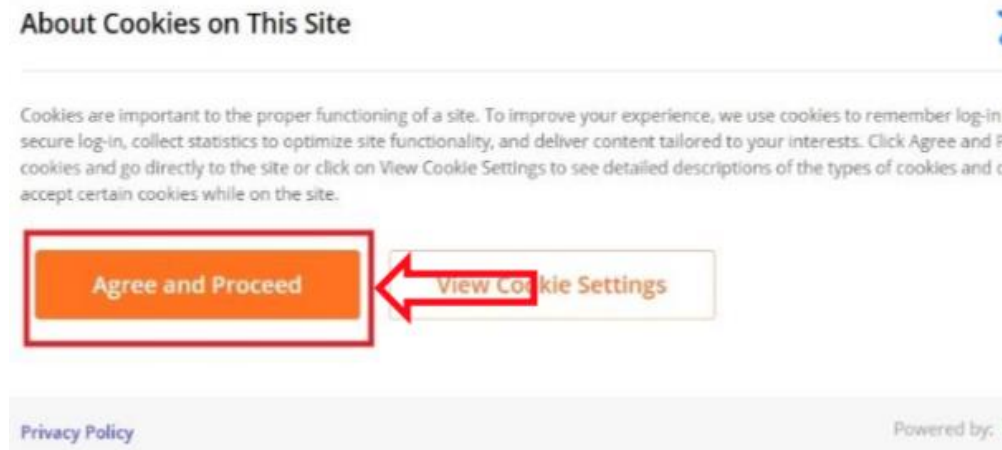 About Cookies on This Site
Cookies are important to the proper functioning of a site. To improve your experience, we use cookies to remember log-in
secure log-in, collect statistics to optimize site functionality, and deliver content tailored to your interests. Click Agree and
cookies and go directly to the site or click on View Cookie Settings to see detailed descriptions of the types of cookies and
accept certain cookies while on the site.
Agree and Proceed
View Cookie Settings
Privacy Policy
Powered by: